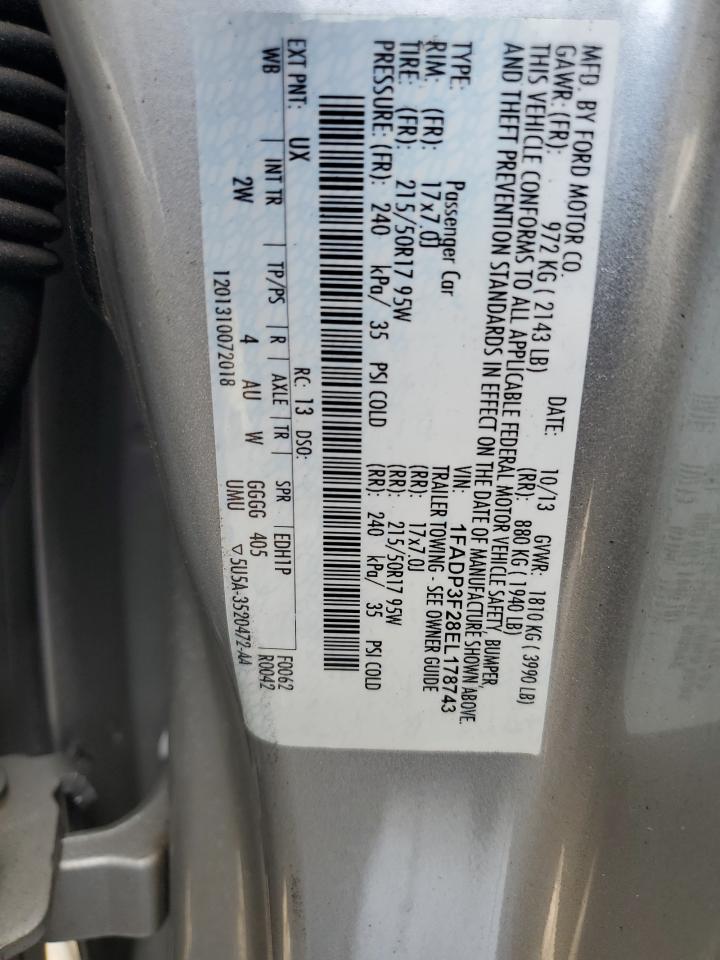 MFD. BY FORD MOTOR CO.
DATE: 10/13 GVWR: 1810 KG ( 3990 LB)
GAWR: (FR): 972 KG ( 2143 LB) (RR): 880 KG ( 1940 LB)
THIS VEHICLE CONFORMS TO ALL APPLICABLE FEDERAL MOTOR VEHICLE SAFETY, BUMPER,
AND THEFT PREVENTION STANDARDS IN EFFECT ON THE DATE OF MANUFACTURE SHOWN ABOVE.
VIN: 1FADP3F28EL178743
TYPE: Passenger Car TRAILER TOWING - SEE OWNER GUIDE
RIM: (FR): 17x7.0J (RR): 17x7.0J
TIRE: (FR): 215/50R17 95W (RR): 215/50R17 95W
PRESSURE: (FR): 240 kPa/ 35 PSI COLD (RR): 240 kPa/ 35 PSI COLD
EXT PNT: UX RC: 13 DSO: F0062
WB INT TR TP/PS R AXLE TR SPR EDH1P R0042
2W 4 AU W GGGG 405
UMU
1201310072018 ▽5U5A-3520472-AA